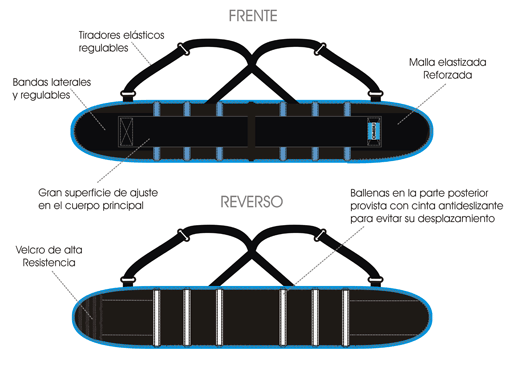 FRENTE
Tiradores elásticos
regulables
Malla elastizada
Reforzada
Bandas laterales
y regulables
Gran superficie de ajuste
en el cuerpo principal
Ballenas en la parte posterior
provista con cinta antideslizante
para evitar su desplazamiento
REVERSO
Velcro de alta
Resistencia